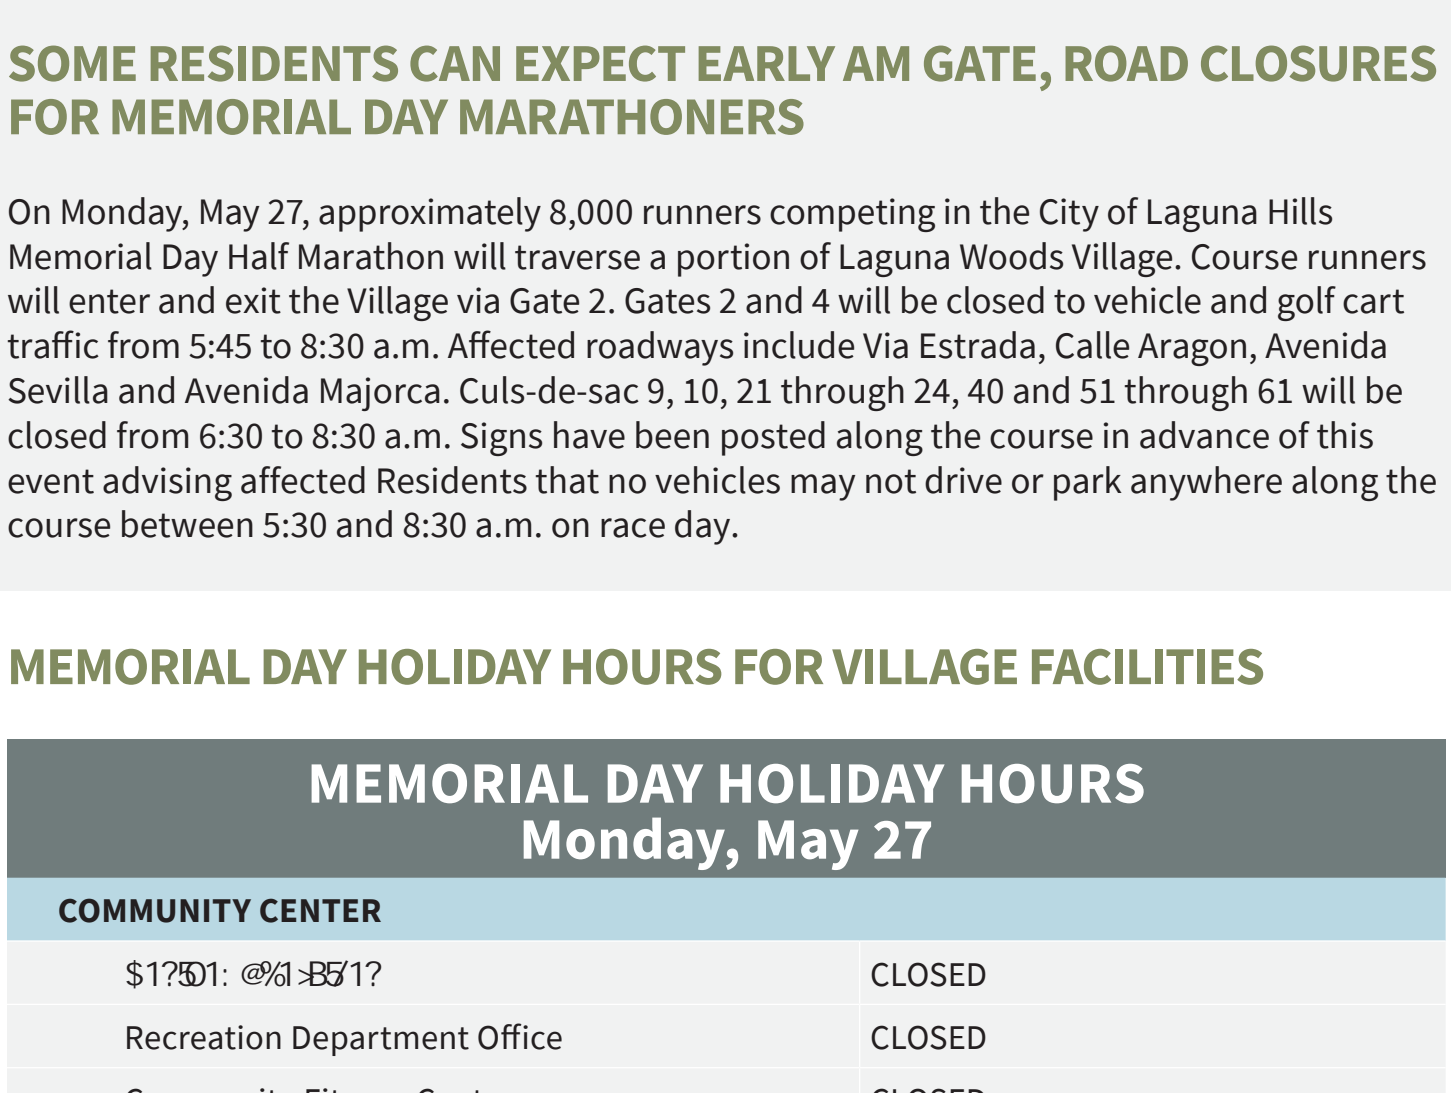 SOME RESIDENTS CAN EXPECT EARLY AM GATE, ROAD CLOSURES
FOR MEMORIAL DAY MARATHONERS
On Monday, May 27, approximately 8,000 runners competing in the City of Laguna Hills
Memorial Day Half Marathon will traverse a portion of Laguna Woods Village. Course runners
will enter and exit the Village via Gate 2. Gates 2 and 4 will be closed to vehicle and golf cart
traffic from 5:45 to 8:30 a.m. Affected roadways include Via Estrada, Calle Aragon, Avenida
Sevilla and Avenida Majorca. Culs-de-sac 9, 10, 21 through 24, 40 and 51 through 61 will be
closed from 6:30 to 8:30 a.m. Signs have been posted along the course in advance of this
event advising affected Residents that no vehicles may not drive or park anywhere along the
course between 5:30 and 8:30 a.m. on race day.
MEMORIAL DAY HOLIDAY HOURS FOR VILLAGE FACILITIES
MEMORIAL DAY HOLIDAY HOURS
Monday, May 27
COMMUNITY CENTER
CLOSED
Recreation Department Office CLOSED